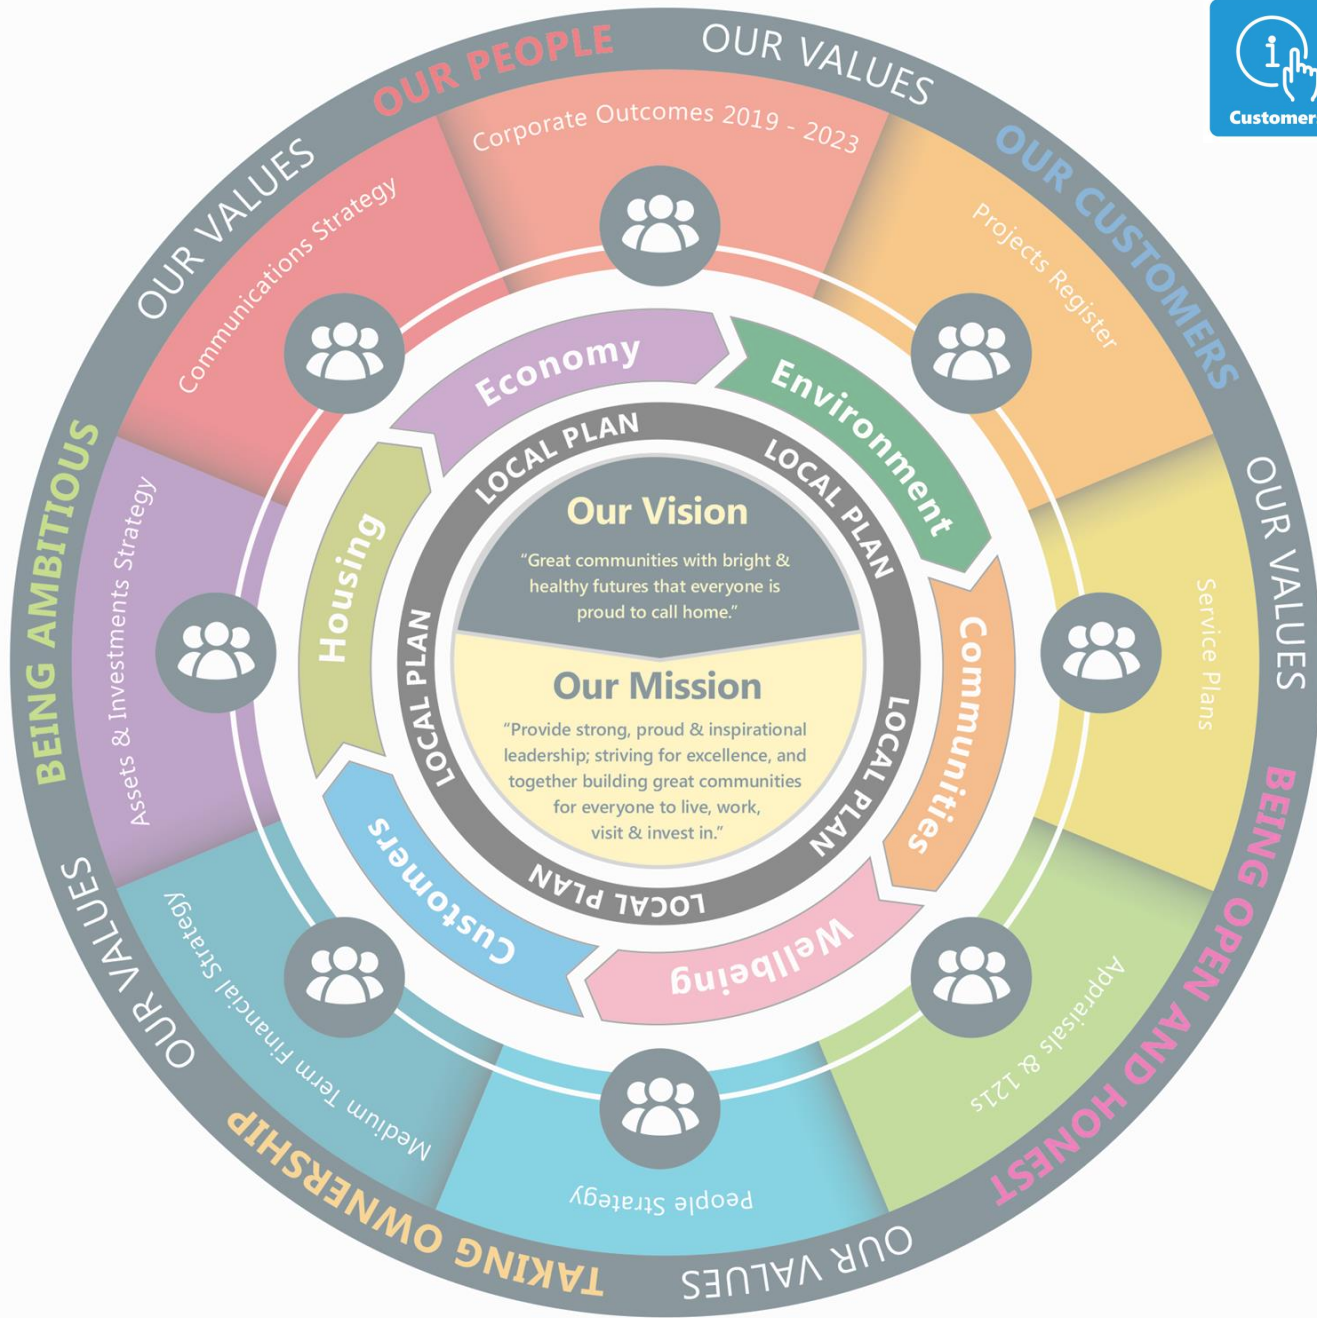 OUR PEOPLE
OUR VALUES
OUR CUSTOMERS
OUR VALUES
BEING OPEN AND HONEST
OUR VALUES
TAKING OWNERSHIP
OUR VALUES
BEING AMBITIOUS
OUR VALUES
Corporate Outcomes 2019 - 2023
Projects Register
Service Plans
Appraisals & 121s
People Strategy
Medium Term Financial Strategy
Assets & Investments Strategy
Communications Strategy
Economy
Environment
Communities
Wellbeing
Customers
Housing
LOCAL PLAN
LOCAL PLAN
LOCAL PLAN
LOCAL PLAN
LOCAL PLAN
Our Vision
“Great communities with bright &
healthy futures that everyone is
proud to call home.”
Our Mission
“Provide strong, proud & inspirational
leadership; striving for excellence, and
together building great communities
for everyone to live, work,
visit & invest in.”
i